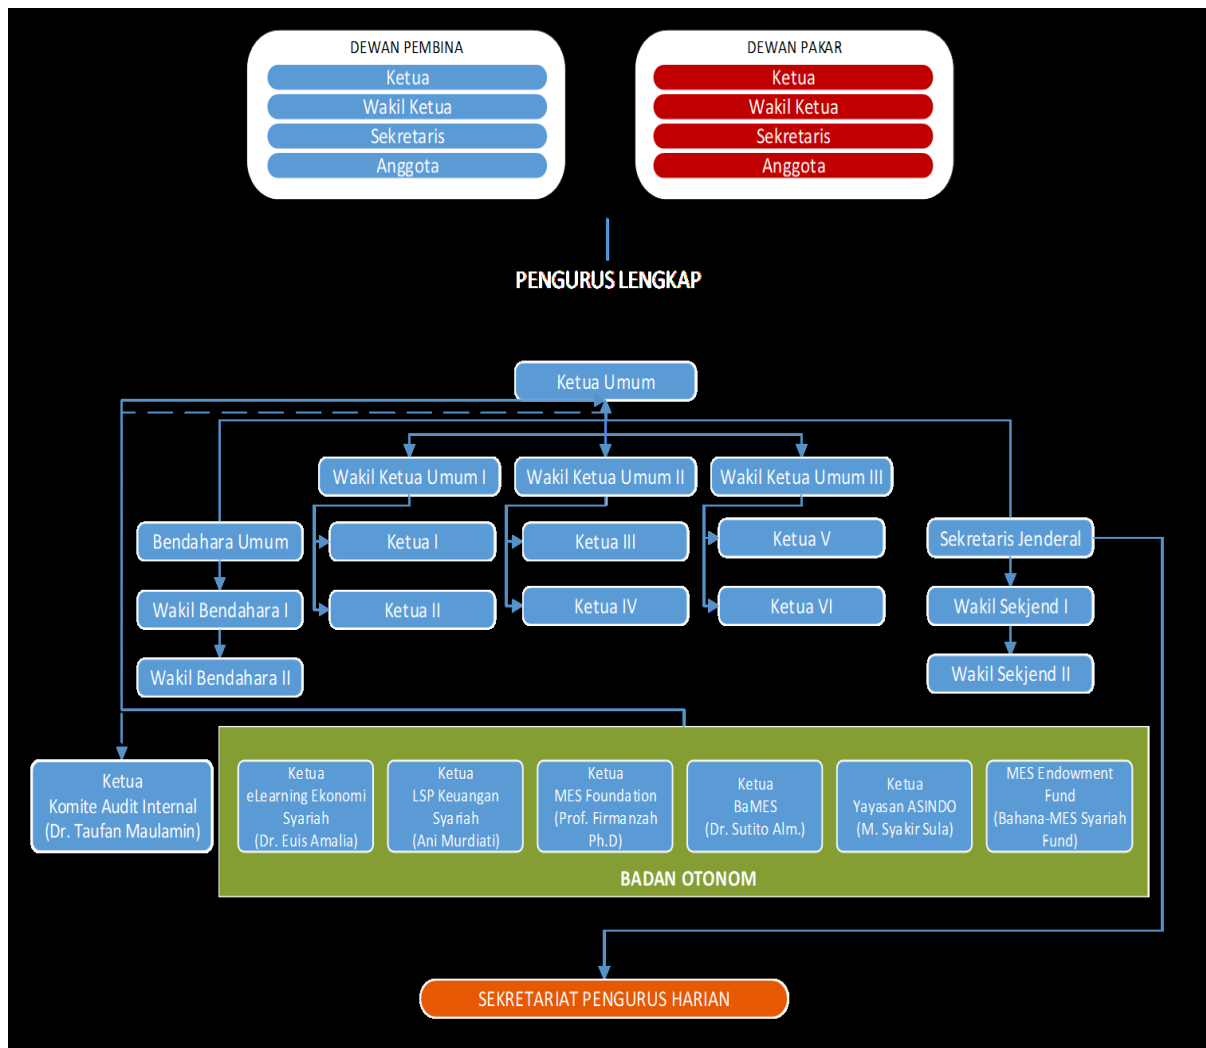 DEWAN PEMBINA
Ketua
Wakil Ketua
Sekretaris
Anggota
DEWAN PAKAR
Ketua
Wakil Ketua
Sekretaris
Anggota
PENGURUS LENGKAP
Ketua Umum
Wakil Ketua Umum I
Wakil Ketua Umum II
Wakil Ketua Umum III
Bendahara Umum
Ketua I
Ketua III
Ketua V
Sekretaris Jenderal
Wakil Bendahara I
Ketua II
Ketua IV
Ketua VI
Wakil Sekjend I
Wakil Bendahara II
Wakil Sekjend II
Ketua
Komite Audit Internal
(Dr. Taufan Maulamin)
Ketua
eLearning Ekonomi
Syariah
(Dr. Euis Amalia)
Ketua
LSP Keuangan
Syariah
(Ani Murdiati)
Ketua
MES Foundation
(Prof. Firmanzah
Ph.D)
Ketua
BaMES
(Dr. Sutito Alm.)
Ketua
Yayasan ASINDO
(M. Syakir Sula)
MES Endowment
Fund
(Bahana-MES Syariah
Fund)
BADAN OTONOM
SEKRETARIAT PENGURUS HARIAN